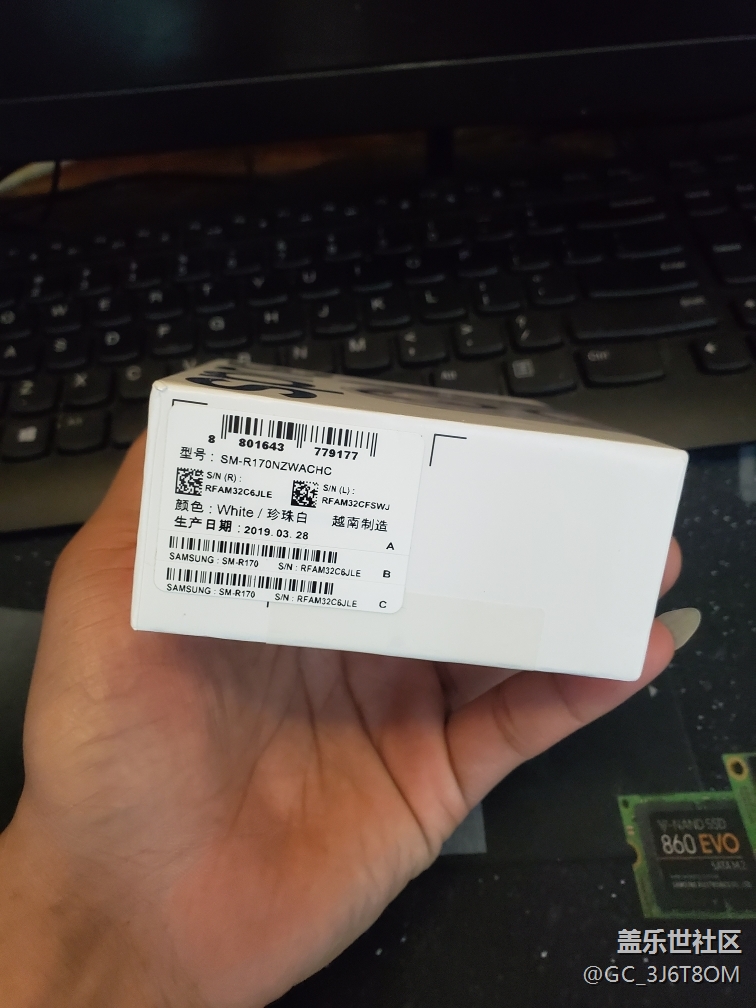 8 801643 779177
型号 : SM-R170NZWACHC
S/N (R) :
RFAM32C6JLE
S/N (L) :
RFAM32CFSWJ
颜色 : White / 珍珠白 越南制造
生产日期 : 2019. 03. 28
A
SAMSUNG : SM-R170 S/N : RFAM32C6JLE B
SAMSUNG : SM-R170 S/N : RFAM32C6JLE C
V-NAND SSD
860 EVO
SATA M.2
盖乐世社区
@GC_3J6T8OM